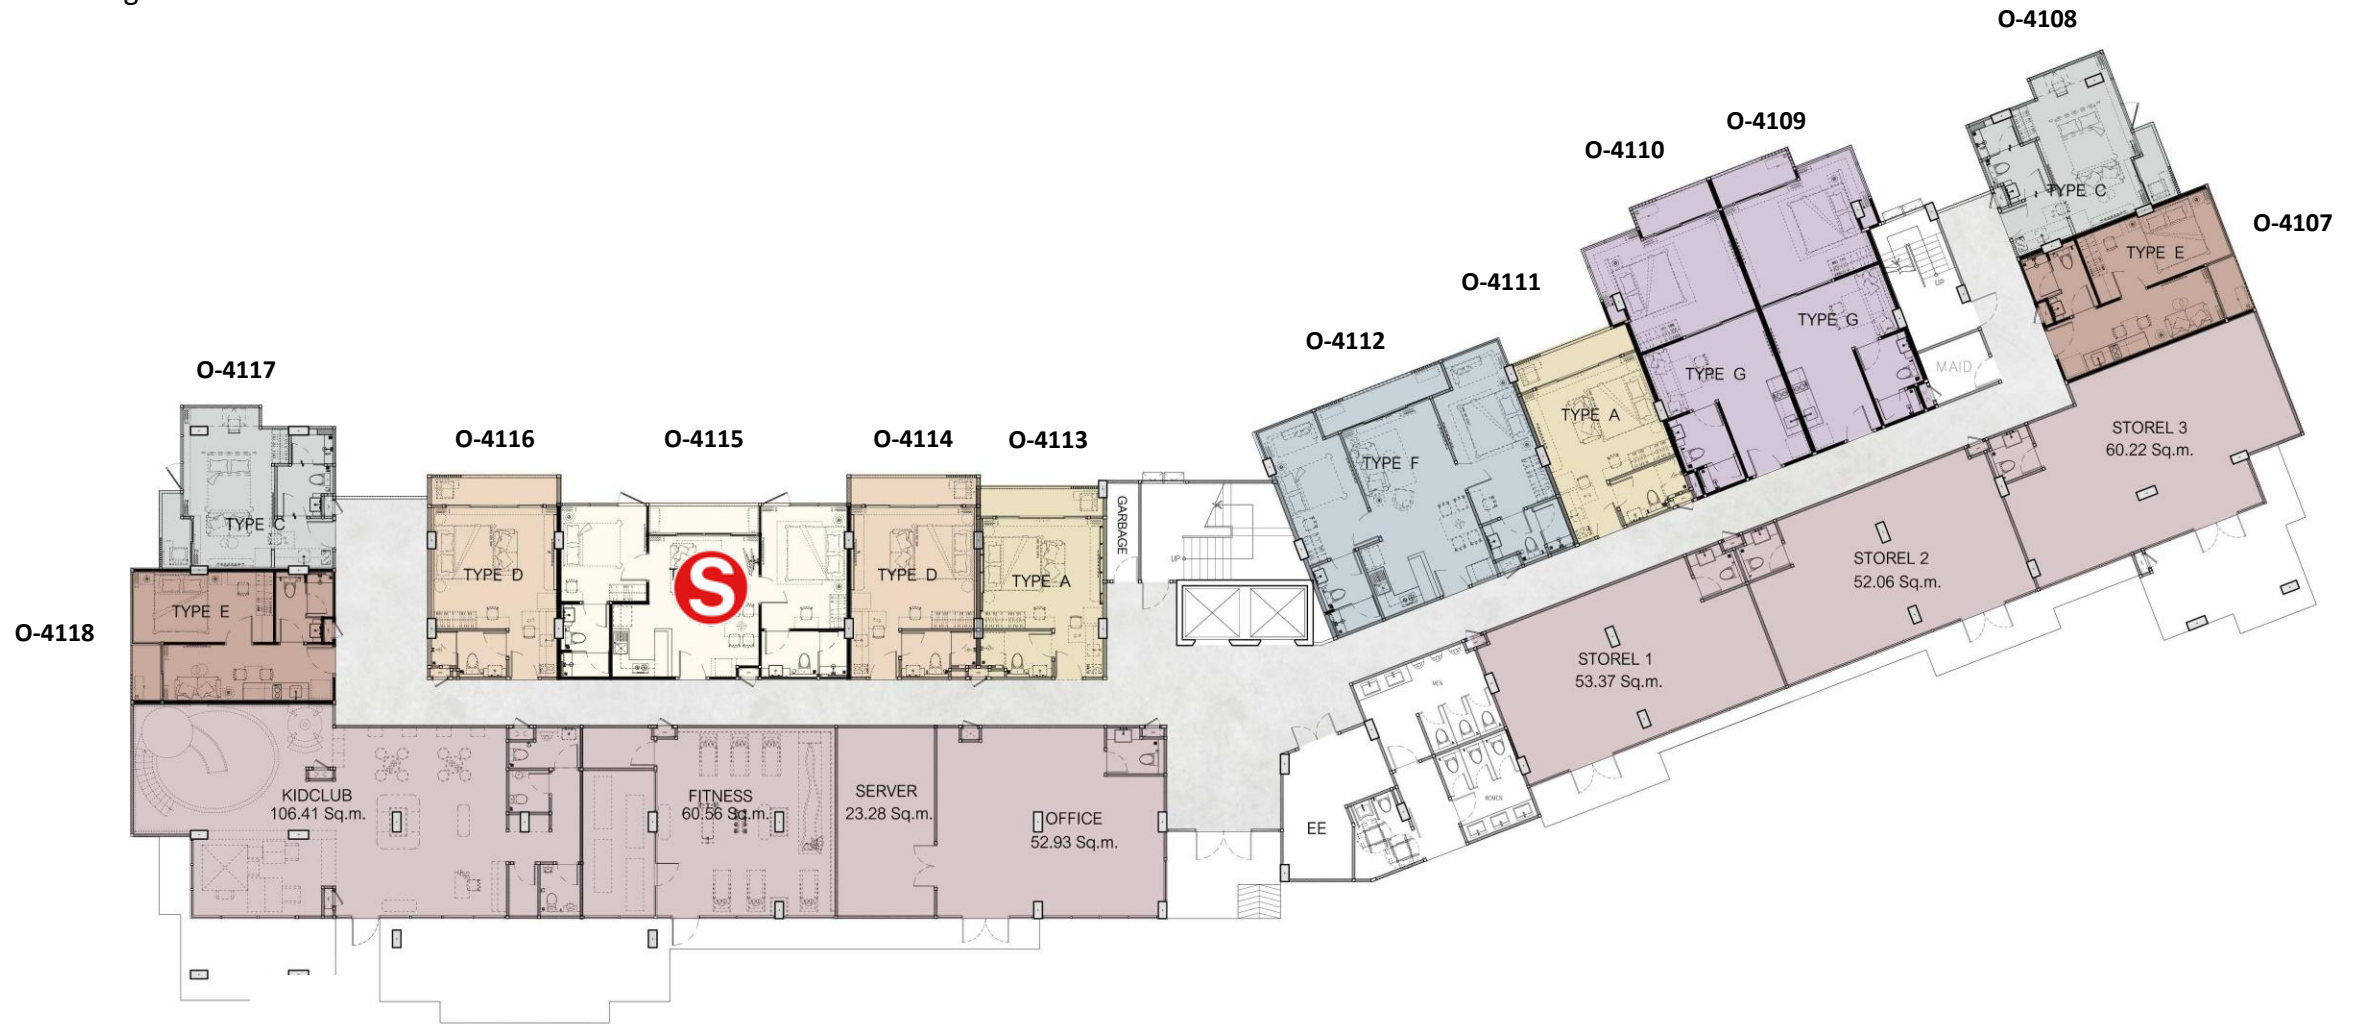 O-4108
O-4109
O-4110
TYPE C
O-4107
TYPE E
O-4111
UP
TYPE G
O-4112
TYPE G
MAID
O-4117
TYPE A
STOREL 3
60.22 Sq.m.
O-4116
O-4115
O-4114
O-4113
TYPE F
GARBAGE
TYPE C
UP
STOREL 2
52.06 Sq.m.
TYPE D
S
TYPE D
TYPE A
TYPE E
O-4118
STOREL 1
53.37 Sq.m.
MEN
KIDCLUB
106.41 Sq.m.
FITNESS
60.56 Sq.m.
SERVER
23.28 Sq.m.
OFFICE
52.93 Sq.m.
WOMEN
EE